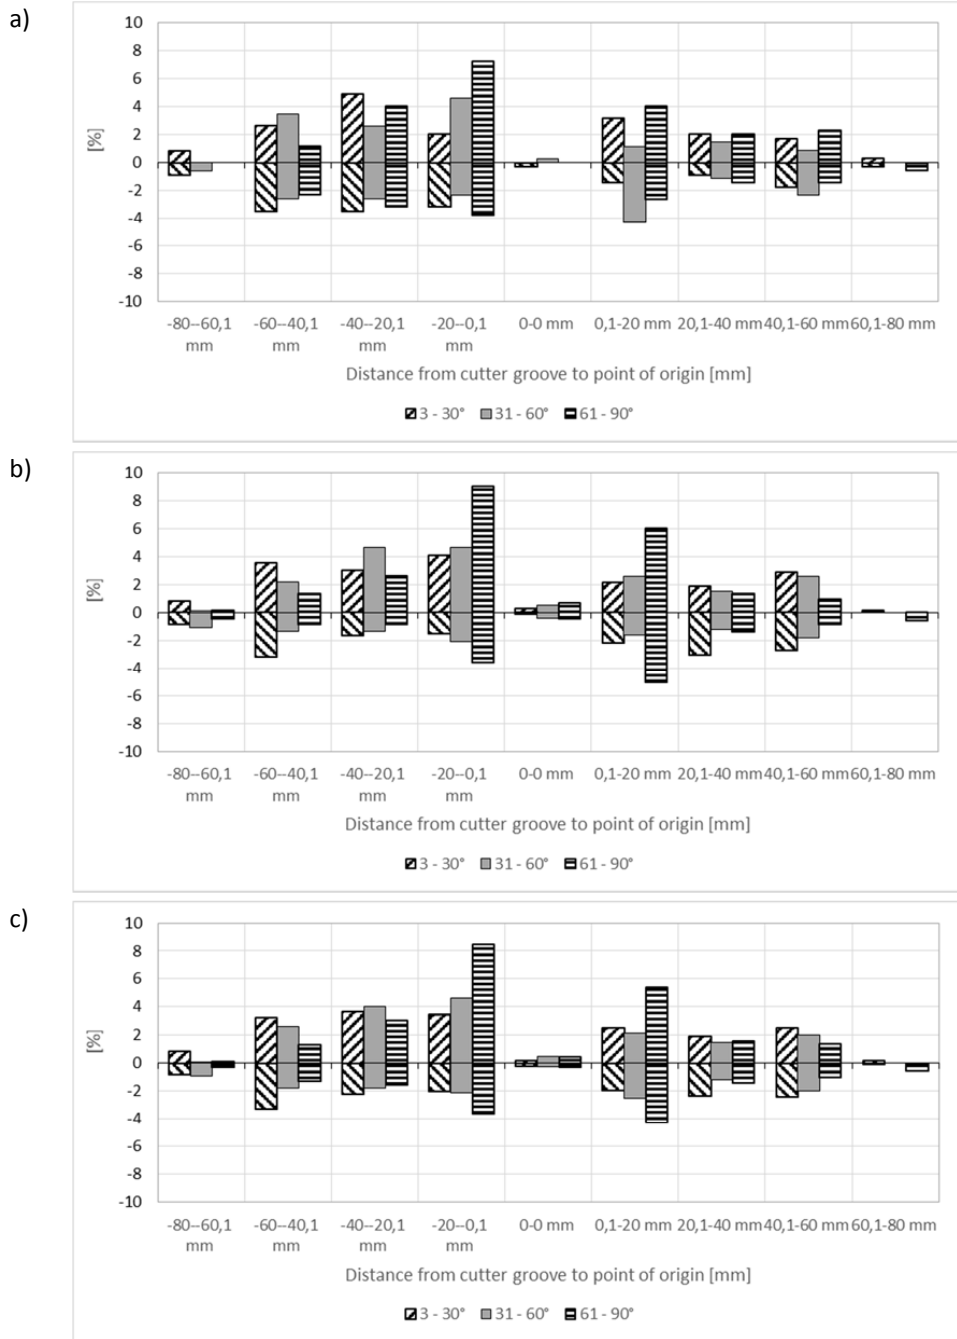 a)
10
8
6
4
2
0
-2
-4
-6
-8
-10
[%]
-80--60,1 mm
-60--40,1 mm
-40--20,1 mm
-20--0,1 mm
0-0 mm
0,1-20 mm
20,1-40 mm
40,1-60 mm
60,1-80 mm
Distance from cutter groove to point of origin [mm]
3 - 30° 31 - 60° 61 - 90°
b)
10
8
6
4
2
0
-2
-4
-6
-8
-10
[%]
-80--60,1 mm
-60--40,1 mm
-40--20,1 mm
-20--0,1 mm
0-0 mm
0,1-20 mm
20,1-40 mm
40,1-60 mm
60,1-80 mm
Distance from cutter groove to point of origin [mm]
3 - 30° 31 - 60° 61 - 90°
c)
10
8
6
4
2
0
-2
-4
-6
-8
-10
[%]
-80--60,1 mm
-60--40,1 mm
-40--20,1 mm
-20--0,1 mm
0-0 mm
0,1-20 mm
20,1-40 mm
40,1-60 mm
60,1-80 mm
Distance from cutter groove to point of origin [mm]
3 - 30° 31 - 60° 61 - 90°